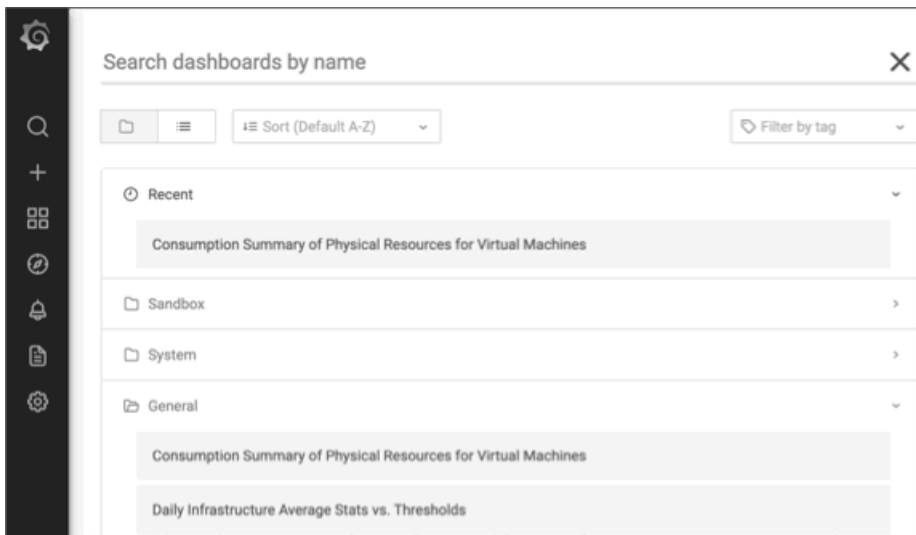 Search dashboards by name
Sort (Default A-Z)
Filter by tag
Recent
Consumption Summary of Physical Resources for Virtual Machines
Sandbox
System
General
Consumption Summary of Physical Resources for Virtual Machines
Daily Infrastructure Average Stats vs. Thresholds